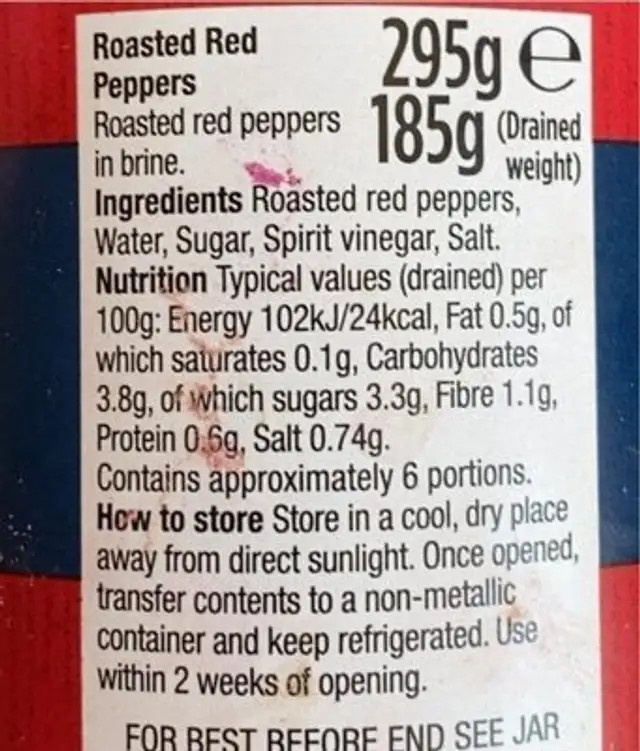 Roasted Red
Peppers
Roasted red peppers
in brine.
295g e
185g (Drained
weight)
Ingredients Roasted red peppers,
Water, Sugar, Spirit vinegar, Salt.
Nutrition Typical values (drained) per
100g: Energy 102kJ/24kcal, Fat 0.5g, of
which saturates 0.1g, Carbohydrates
3.8g, of which sugars 3.3g, Fibre 1.1g,
Protein 0.6g, Salt 0.74g.
Contains approximately 6 portions.
How to store Store in a cool, dry place
away from direct sunlight. Once opened,
transfer contents to a non-metallic
container and keep refrigerated. Use
within 2 weeks of opening.
FOR BEST BEFORE END SEE JAR